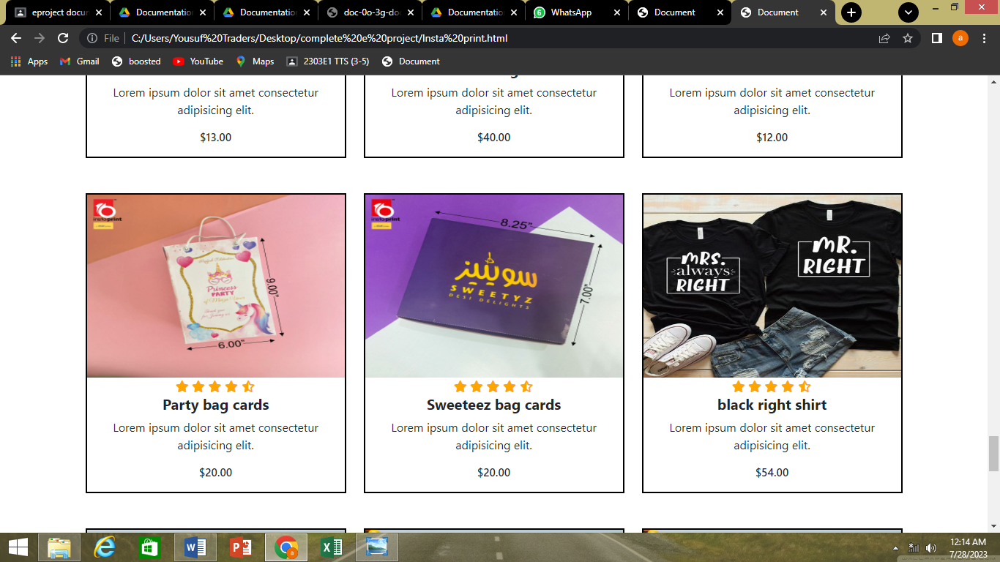 eproject docum
Documentatio
Documentatio
doc-0o-3g-doc
Documentatio
6
WhatsApp
Document
Document
File
C:/Users/Yousuf%20Traders/Desktop/complete%20e%20project/Insta%20print.html
a
Apps
Gmail
boosted
YouTube
Maps
2303E1 TTS (3-5)
Document
Lorem ipsum dolor sit amet consectetur
adipisicing elit.
$13.00
Lorem ipsum dolor sit amet consectetur
adipisicing elit.
$40.00
Lorem ipsum dolor sit amet consectetur
adipisicing elit.
$12.00
instaprint
9.00"
Princess
PARTY
6.00"
Party bag cards
Lorem ipsum dolor sit amet consectetur
adipisicing elit.
$20.00
instaprint
8.25"
7.00"
سویٹیز
SWEETYZ
DESI DELIGHTS
Sweeteez bag cards
Lorem ipsum dolor sit amet consectetur
adipisicing elit.
$20.00
MRS.
always
RIGHT
MR.
RIGHT
black right shirt
Lorem ipsum dolor sit amet consectetur
adipisicing elit.
$54.00
12:14 AM
7/28/2023